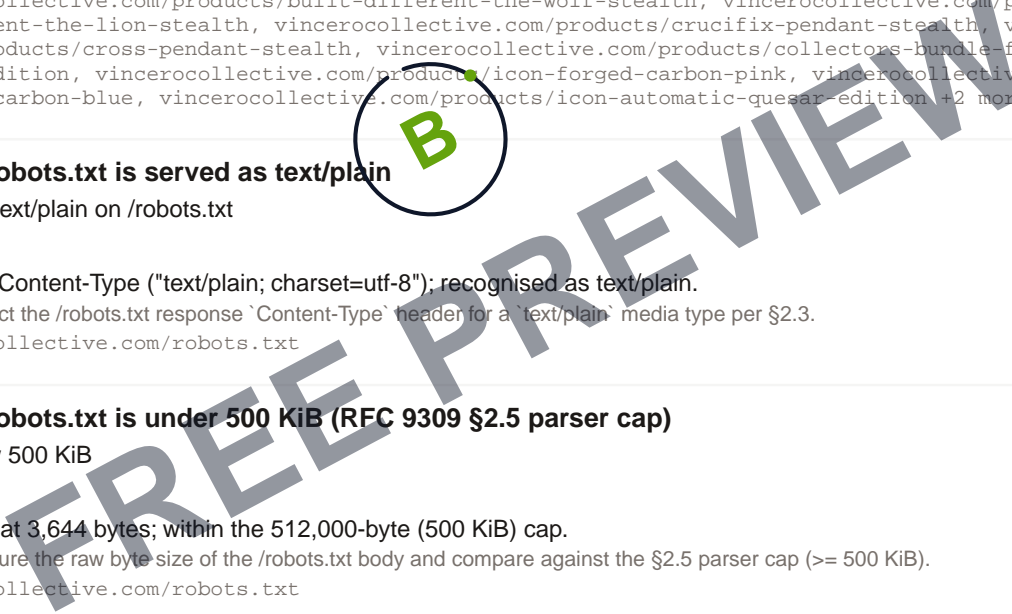 ollective.com/products/built-different-the-wolf-stealth, vincerocollective.com/p
ent-the-lion-stealth, vincerocollective.com/products/crucifix-pendant-stealth, v
oducts/cross-pendant-stealth, vincerocollective.com/products/collectors-bundle-f
dition, vincerocollective.com/products/icon-forged-carbon-pink, vincerocollectiv
carbon-blue, vincerocollective.com/products/icon-automatic-quesar-edition +2 mor
B
obots.txt is served as text/plain
ext/plain on /robots.txt
Content-Type ("text/plain; charset=utf-8"); recognised as text/plain.
ct the /robots.txt response `Content-Type` header for a `text/plain` media type per §2.3.
ollective.com/robots.txt
obots.txt is under 500 KiB (RFC 9309 §2.5 parser cap)
500 KiB
at 3,644 bytes; within the 512,000-byte (500 KiB) cap.
ure the raw byte size of the /robots.txt body and compare against the §2.5 parser cap (>= 500 KiB).
ollective.com/robots.txt
FREE PREVIEW